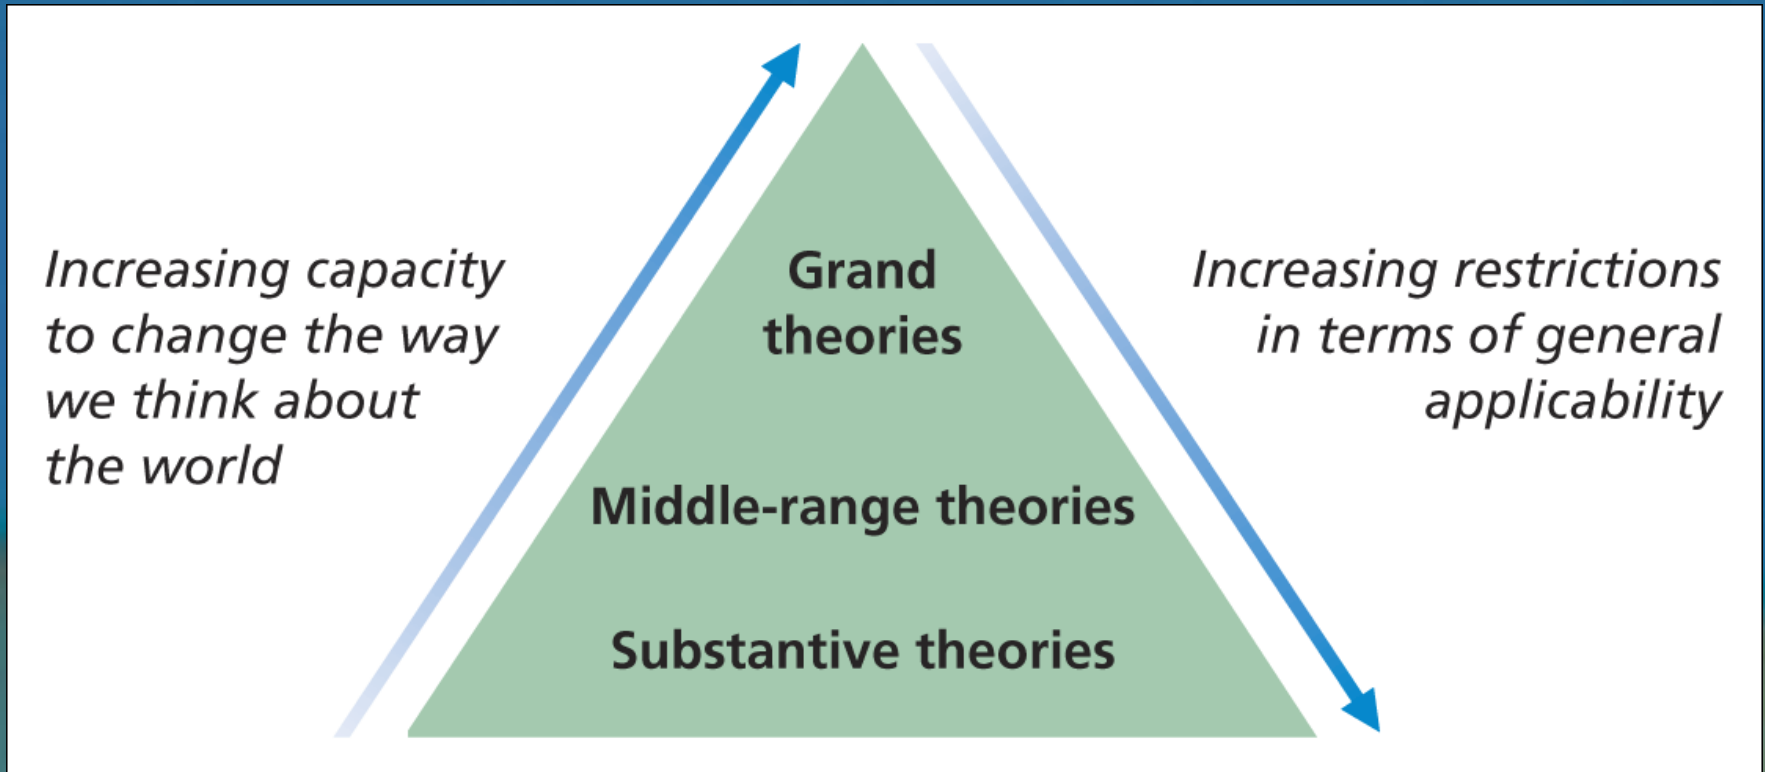 Increasing capacity
to change the way
we think about
the world
Grand
theories
Middle-range theories
Substantive theories
Increasing restrictions
in terms of general
applicability